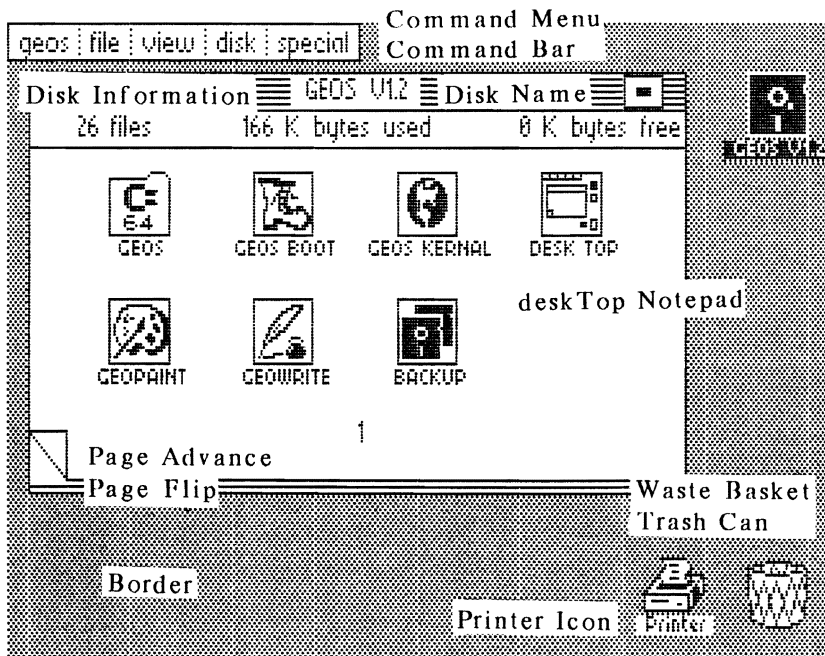 Command Menu
geos file view disk special Command Bar
Disk Information GEOS V1.2 Disk Name
26 files 166 K bytes used 0 K bytes free
GEOS V1.2
C= 64
GEOS GEOS BOOT GEOS KERNAL DESK TOP
deskTop Notepad
GEOPAINT GEOWRITE BACKUP
1
Page Advance
Page Flip
Waste Basket
Trash Can
Border
Printer Icon Printer